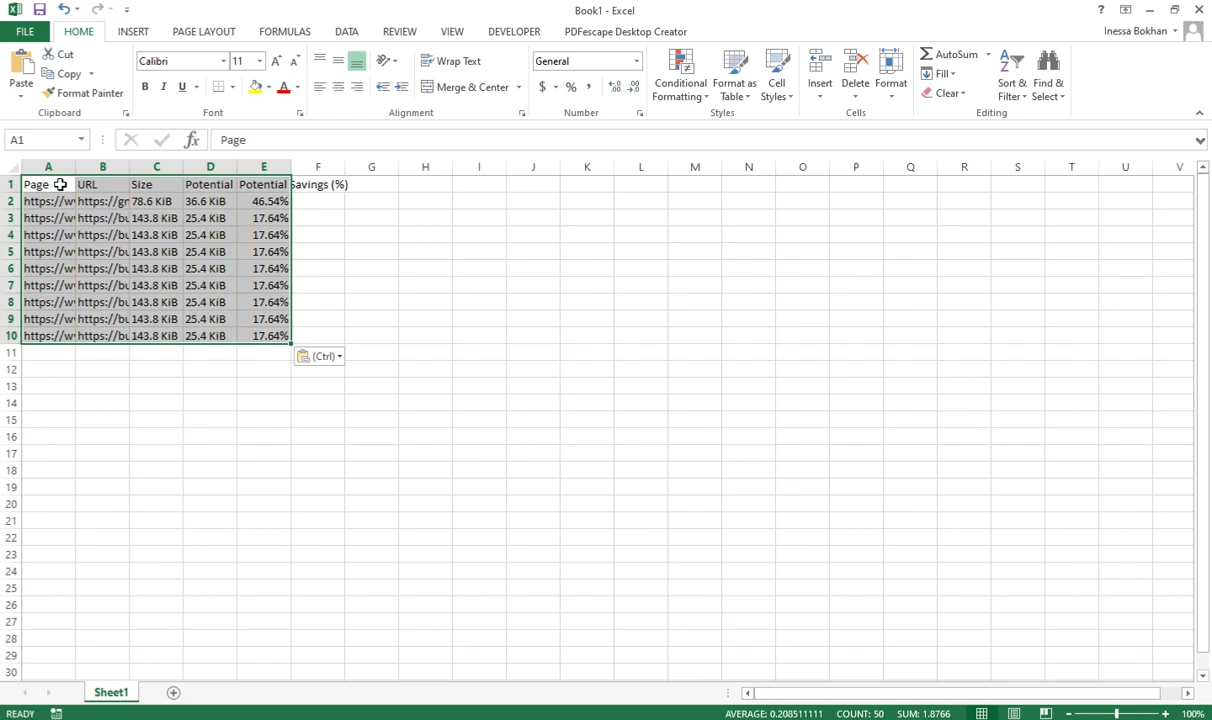 Book1 - Excel
FILE HOME INSERT PAGE LAYOUT FORMULAS DATA REVIEW VIEW DEVELOPER PDFescape Desktop Creator Inessa Bokhan
Paste
Cut
Copy
Format Painter
Clipboard
Calibri 11
B I U A
Font
Wrap Text
Merge & Center
Alignment
General
$ % ,
Number
Conditional Formatting
Format as Table
Cell Styles
Styles
Insert
Delete
Format
Cells
AutoSum
Fill
Clear
Sort & Filter
Find & Select
Editing
A1 fx Page
A B C D E F G H I J K L M N O P Q R S T U V
1 Page URL Size Potential Potential Savings (%)
2 https://w https://gr 78.6 KiB 36.6 KiB 46.54%
3 https://w https://bu 143.8 KiB 25.4 KiB 17.64%
4 https://w https://bu 143.8 KiB 25.4 KiB 17.64%
5 https://w https://bu 143.8 KiB 25.4 KiB 17.64%
6 https://w https://bu 143.8 KiB 25.4 KiB 17.64%
7 https://w https://bu 143.8 KiB 25.4 KiB 17.64%
8 https://w https://bu 143.8 KiB 25.4 KiB 17.64%
9 https://w https://bu 143.8 KiB 25.4 KiB 17.64%
10 https://w https://bu 143.8 KiB 25.4 KiB 17.64%
11 (Ctrl)
12
13
14
15
16
17
18
19
20
21
22
23
24
25
26
27
28
29
30
Sheet1
READY AVERAGE: 0.208511111 COUNT: 50 SUM: 1.8766 100%